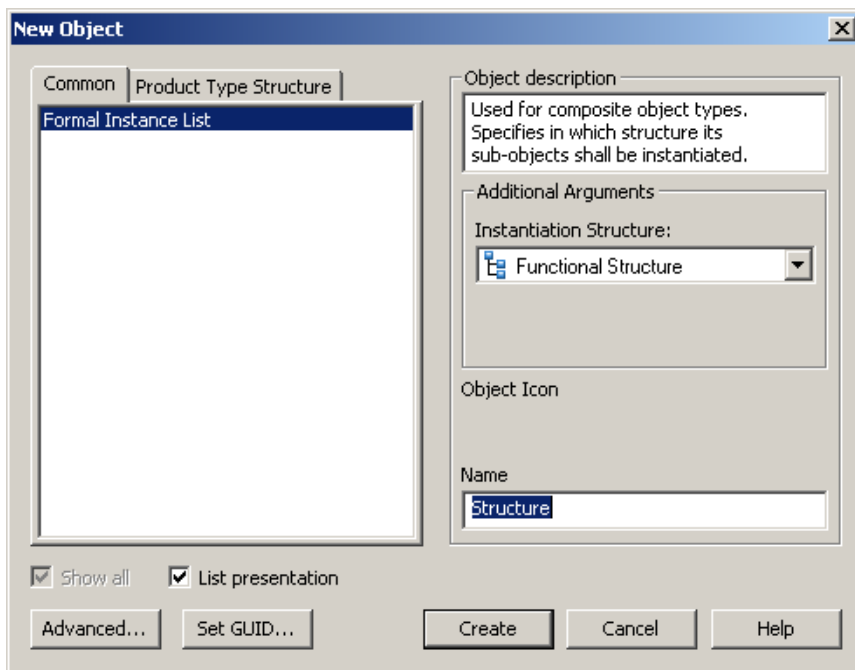 New Object
Common
Product Type Structure
Formal Instance List
Object description
Used for composite object types.
Specifies in which structure its
sub-objects shall be instantiated.
Additional Arguments
Instantiation Structure:
Functional Structure
Object Icon
Name
Structure
Show all
List presentation
Advanced...
Set GUID...
Create
Cancel
Help